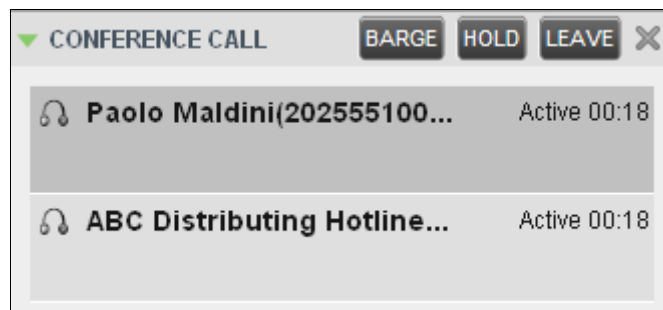 CONFERENCE CALL BARGE HOLD LEAVE
Paolo Maldini(202555100... Active 00:18
ABC Distributing Hotline... Active 00:18